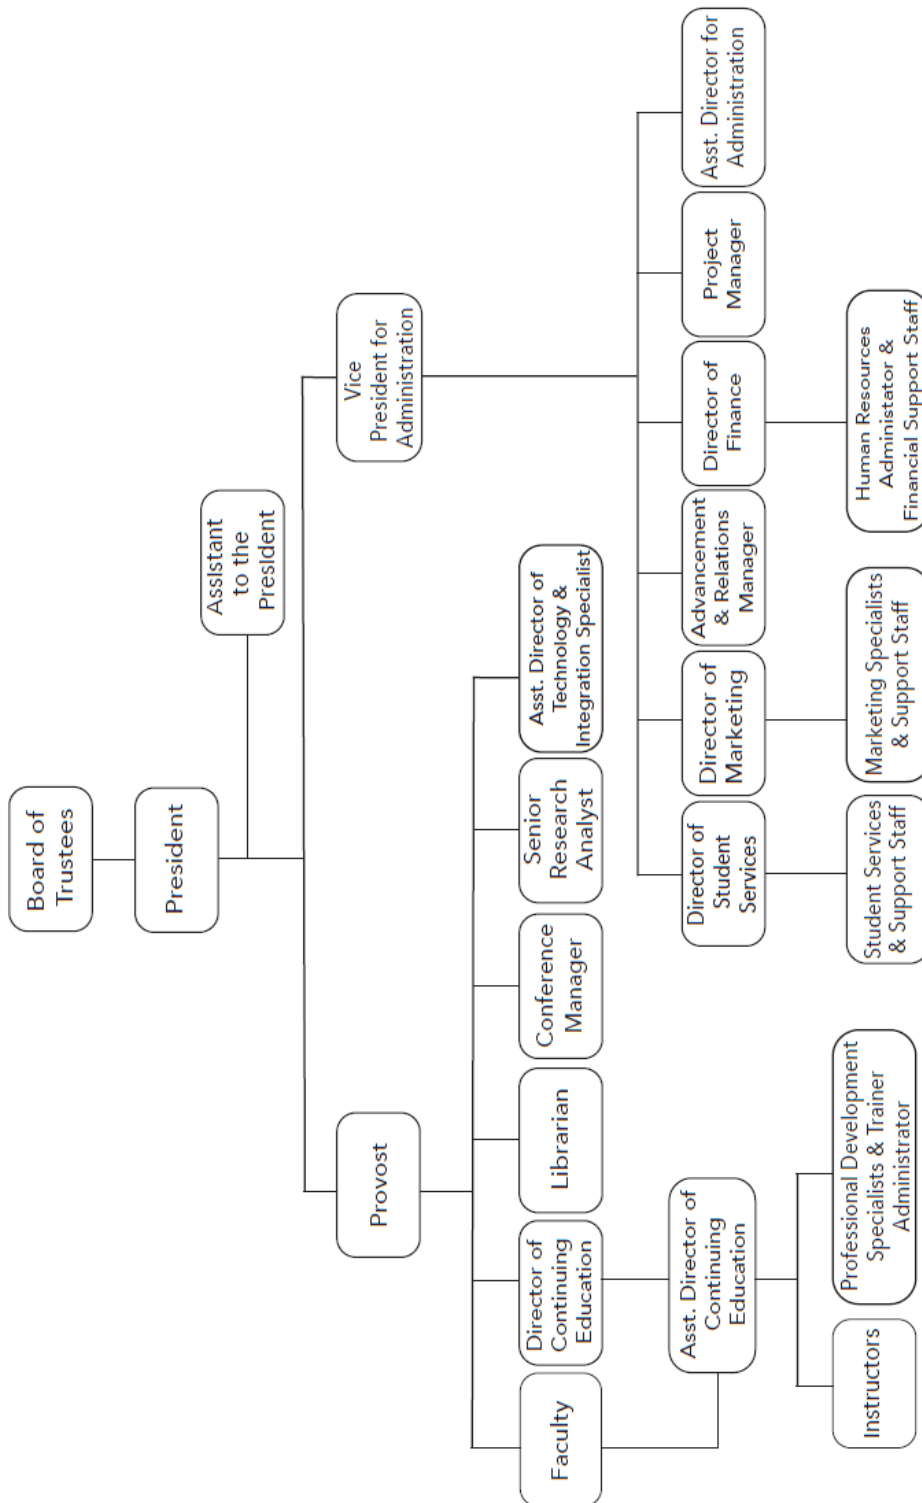 Board of
Trustees
President
Assistant
to the
President
Provost
Vice
President for
Administration
Faculty
Director of
Continuing
Education
Librarian
Conference
Manager
Senior
Research
Analyst
Asst. Director of
Technology &
Integration Specialist
Asst. Director of
Continuing
Education
Instructors
Professional Development
Specialists & Trainer
Administrator
Director of
Student
Services
Director of
Marketing
Advancement
& Relations
Manager
Director of
Finance
Project
Manager
Asst. Director for
Administration
Student Services
& Support Staff
Marketing Specialists
& Support Staff
Human Resources
Administator &
Financial Support Staff